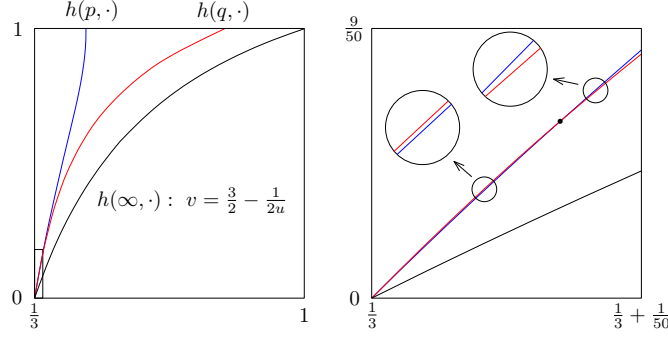 h(p,·) h(q,·)
1
h(∞,·) : v = 3/2 − 1/2u
0
1/3 1
9/50
0
1/3 1/3 + 1/50